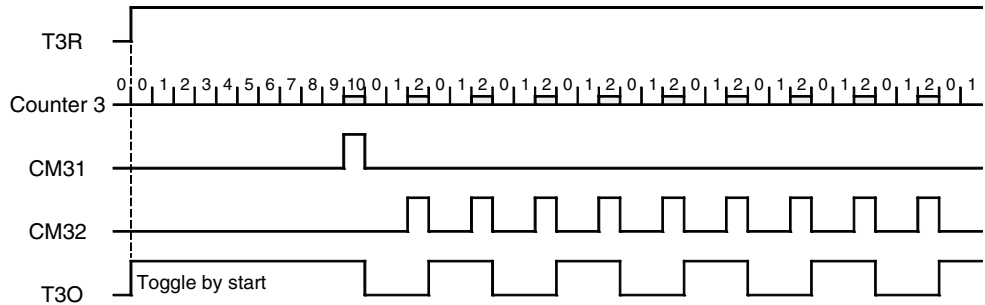 T3R
0 0 1 2 3 4 5 6 7 8 9 10 0 1 2 0 1 2 0 1 2 0 1 2 0 1 2 0 1 2 0 1 2 0 1 2 0 1 2 0 1
Counter 3
CM31
CM32
Toggle by start
T3O